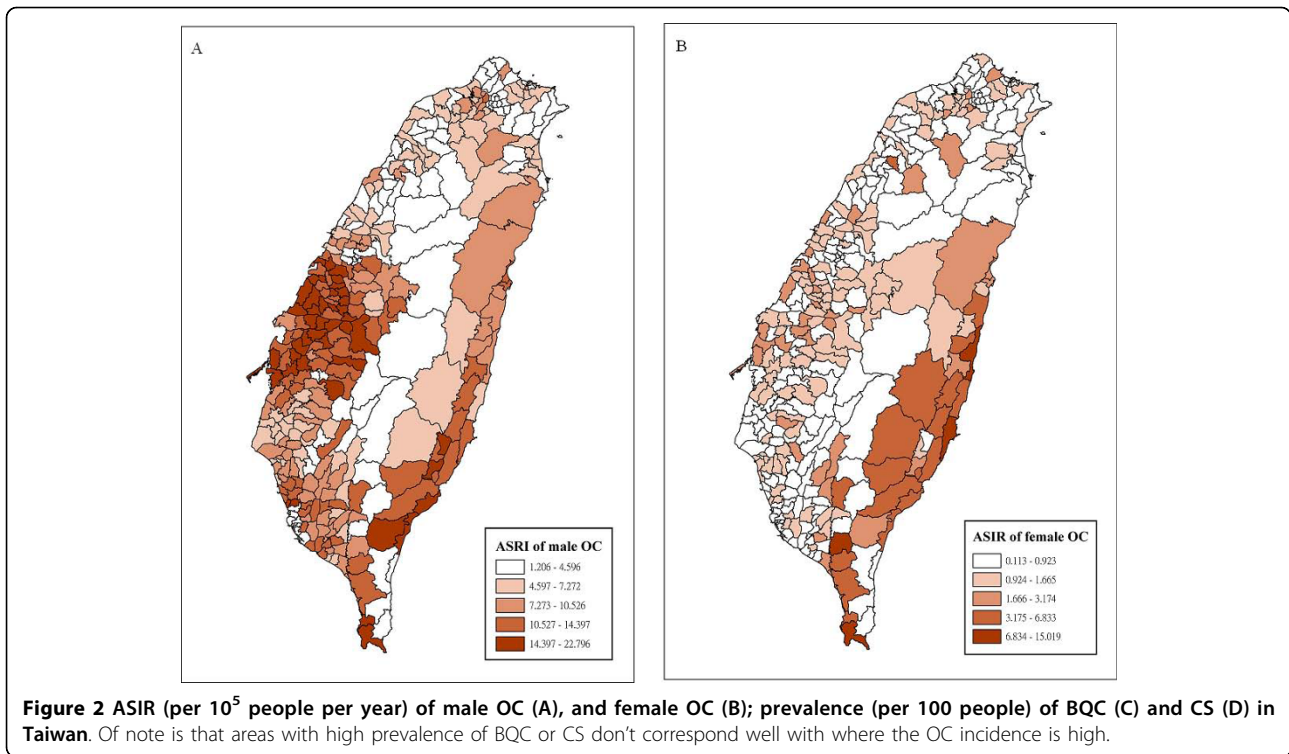 A
ASRI of male OC
1.206 - 4.596
4.597 - 7.272
7.273 - 10.526
10.527 - 14.397
14.397 - 22.796
B
ASIR of female OC
0.113 - 0.923
0.924 - 1.665
1.666 - 3.174
3.175 - 6.833
6.834 - 15.019
Figure 2 ASIR (per 10⁵ people per year) of male OC (A), and female OC (B); prevalence (per 100 people) of BQC (C) and CS (D) in
Taiwan. Of note is that areas with high prevalence of BQC or CS don't correspond well with where the OC incidence is high.